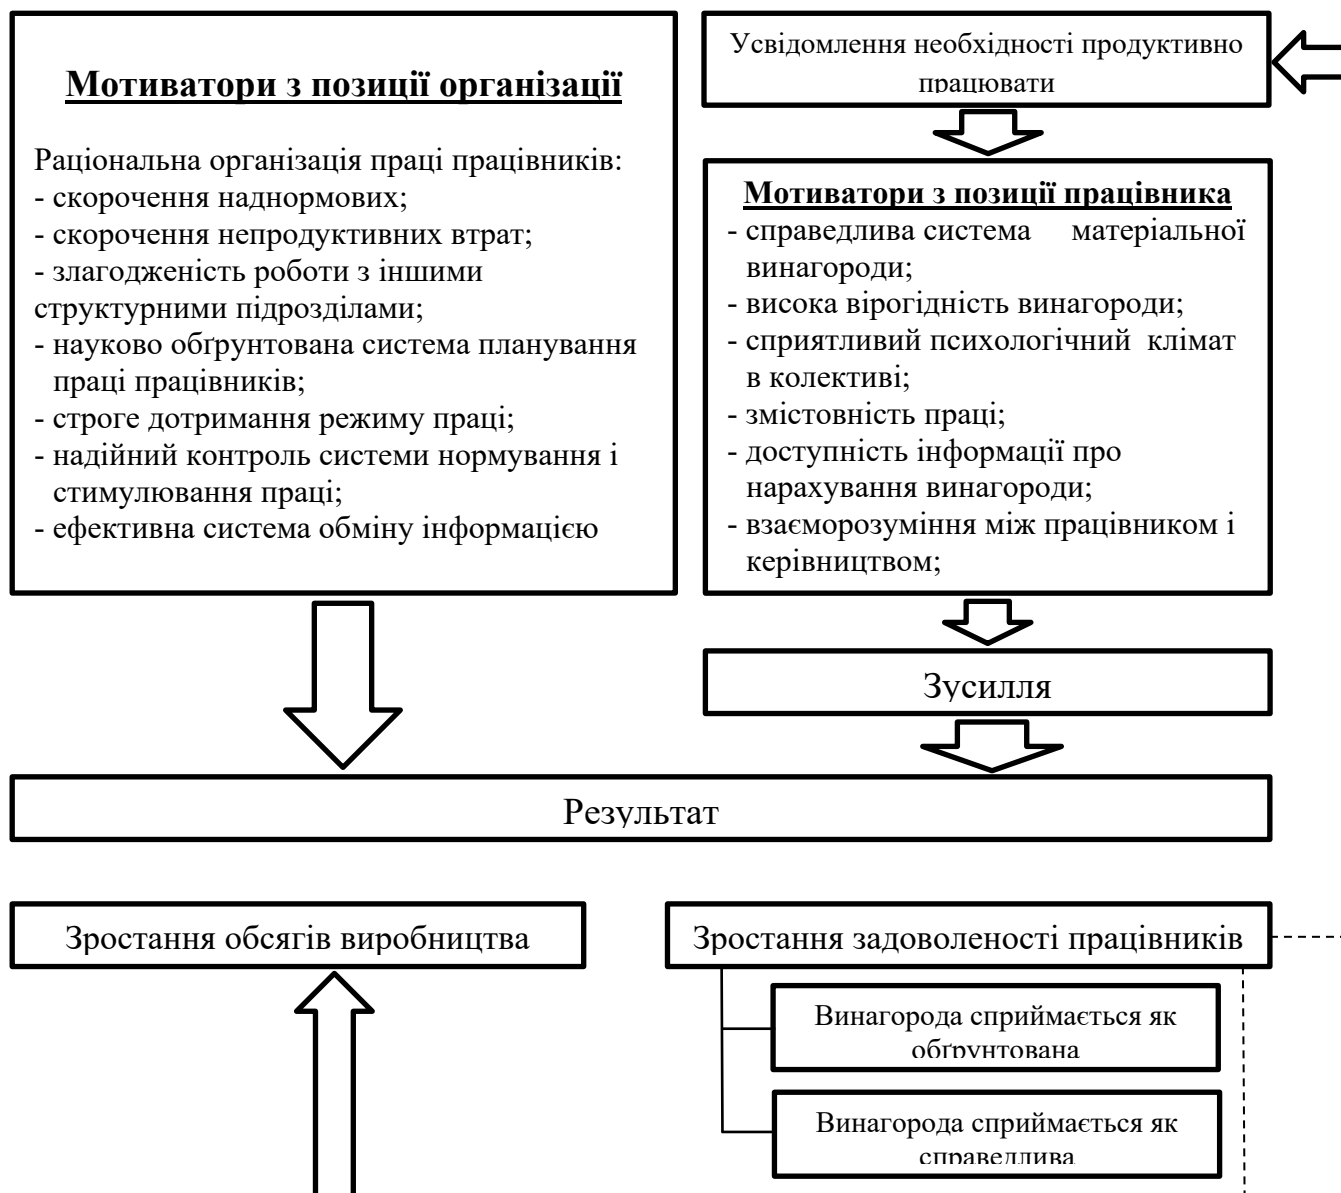 Мотиватори з позиції організації
Раціональна організація праці працівників:
- скорочення наднормових;
- скорочення непродуктивних втрат;
- злагодженість роботи з іншими
структурними підрозділами;
- науково обґрунтована система планування
праці працівників;
- строге дотримання режиму праці;
- надійний контроль системи нормування і
стимулювання праці;
- ефективна система обміну інформацією
Усвідомлення необхідності продуктивно
працювати
Мотиватори з позиції працівника
- справедлива система матеріальної
винагороди;
- висока вірогідність винагороди;
- сприятливий психологічний клімат
в колективі;
- змістовність праці;
- доступність інформації про
нарахування винагороди;
- взаєморозуміння між працівником і
керівництвом;
Зусилля
Результат
Зростання обсягів виробництва
Зростання задоволеності працівників
Винагорода сприймається як
обґрунтована
Винагорода сприймається як
справедлива